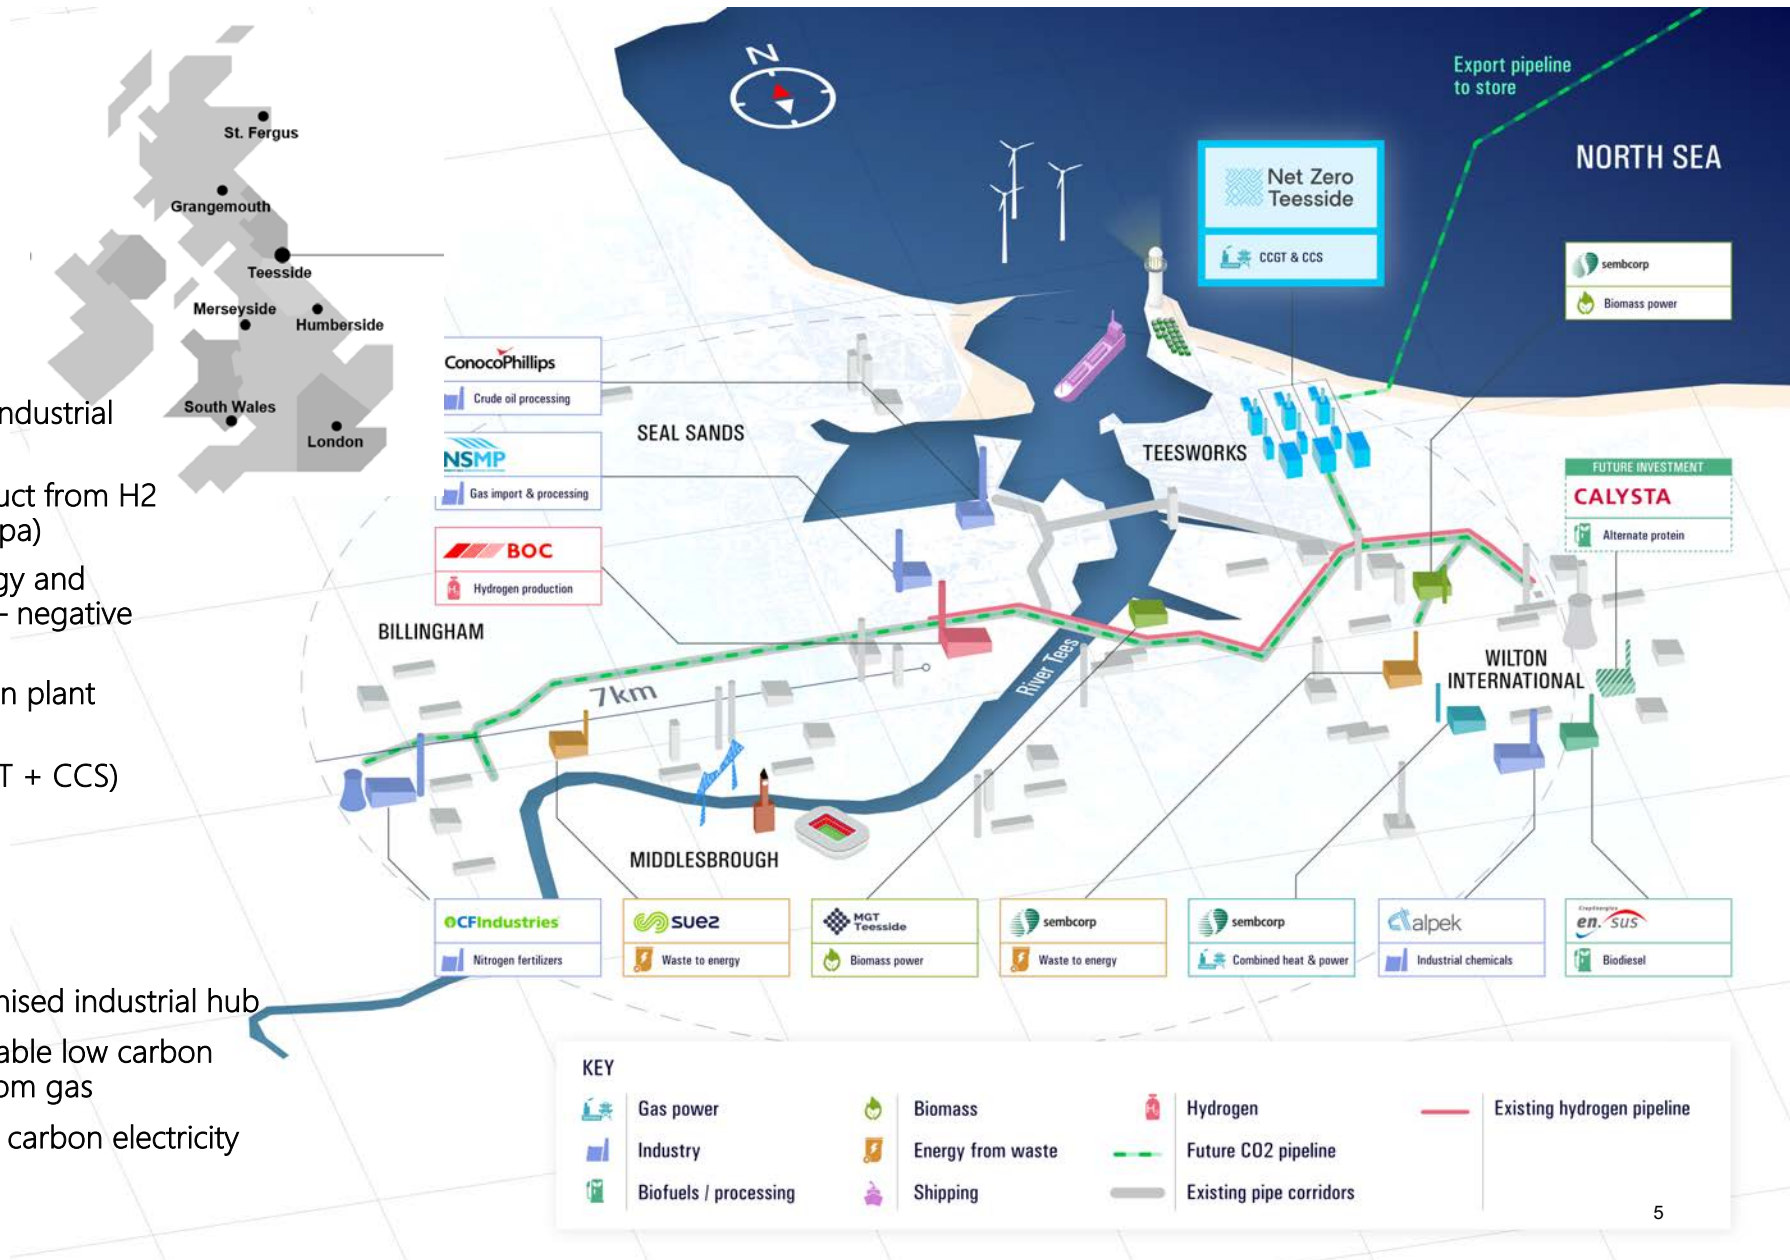 St. Fergus
Grangemouth
Teesside
Merseyside
Humberside
South Wales
London
ndustrial
uct from H2
pa)
gy and
– negative
n plant
T + CCS)
nised industrial hub
able low carbon
om gas
carbon electricity
N
Export pipeline
to store
NORTH SEA
Net Zero
Teesside
CCGT & CCS
sembcorp
Biomass power
ConocoPhillips
Crude oil processing
SEAL SANDS
TEESWORKS
NSMP
Gas import & processing
FUTURE INVESTMENT
CALYSTA
Alternate protein
BOC
Hydrogen production
BILLINGHAM
River Tees
WILTON
INTERNATIONAL
7km
MIDDLESBROUGH
CFIndustries
Nitrogen fertilizers
suez
Waste to energy
MGT
Teesside
Biomass power
sembcorp
Waste to energy
sembcorp
Combined heat & power
alpek
Industrial chemicals
CropEnergies
en. sus
Biodiesel
KEY
Gas power
Biomass
Hydrogen
Existing hydrogen pipeline
Industry
Energy from waste
Future CO2 pipeline
Biofuels / processing
Shipping
Existing pipe corridors
5